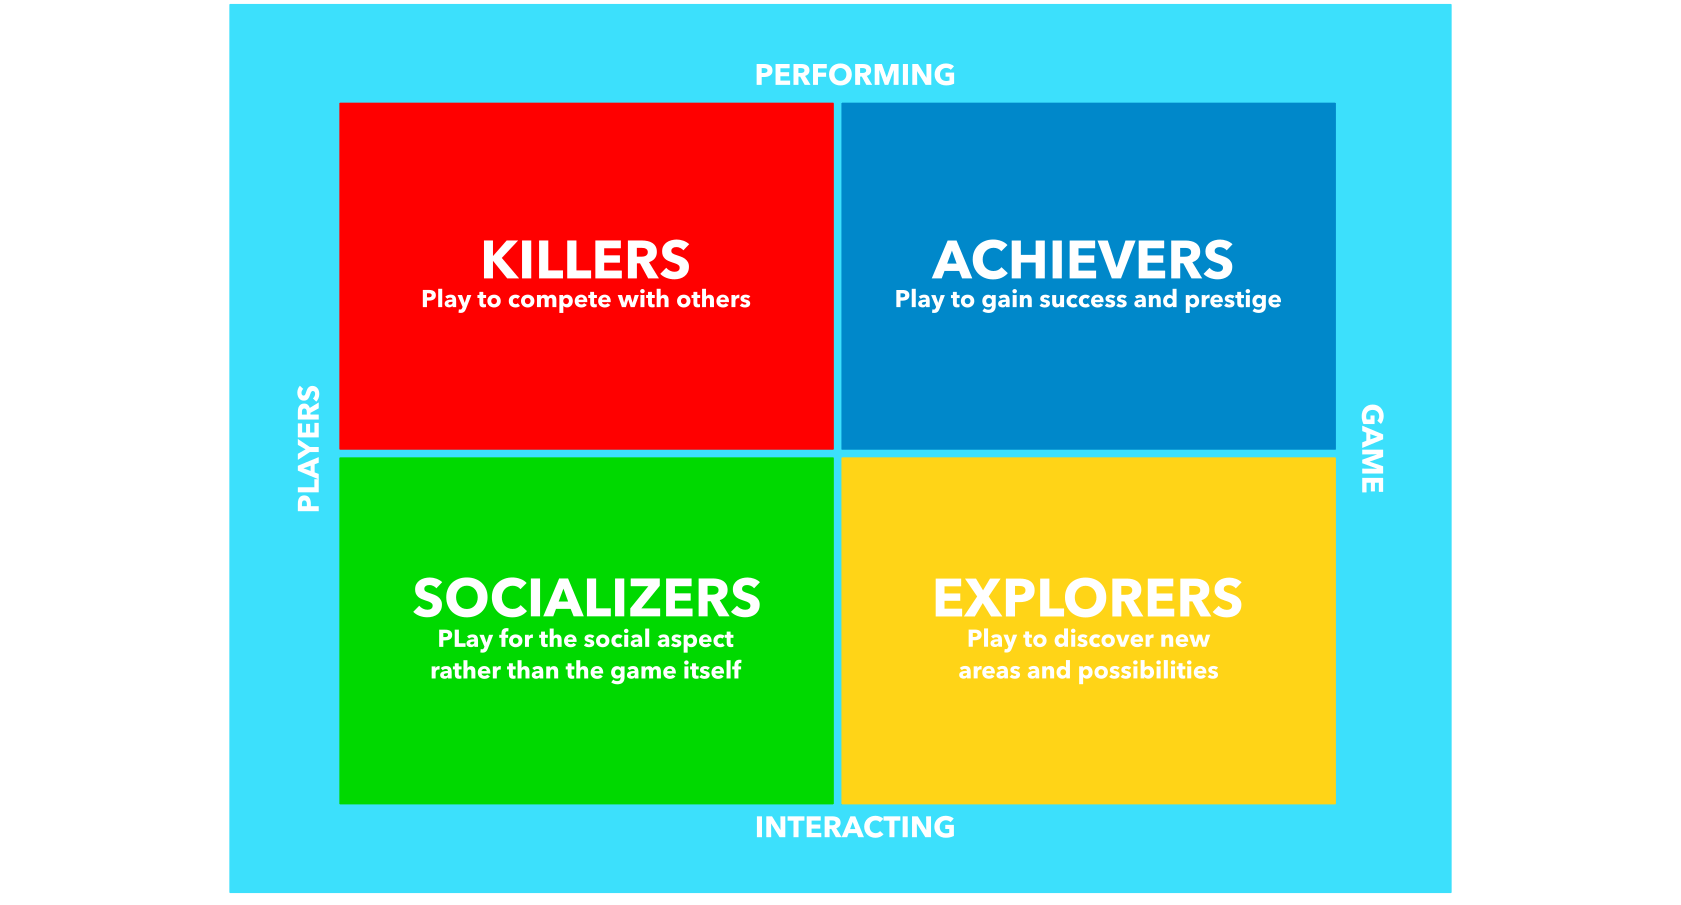 PERFORMING
KILLERS
Play to compete with others
ACHIEVERS
Play to gain success and prestige
PLAYERS
GAME
SOCIALIZERS
PLay for the social aspect
rather than the game itself
EXPLORERS
Play to discover new
areas and possibilities
INTERACTING